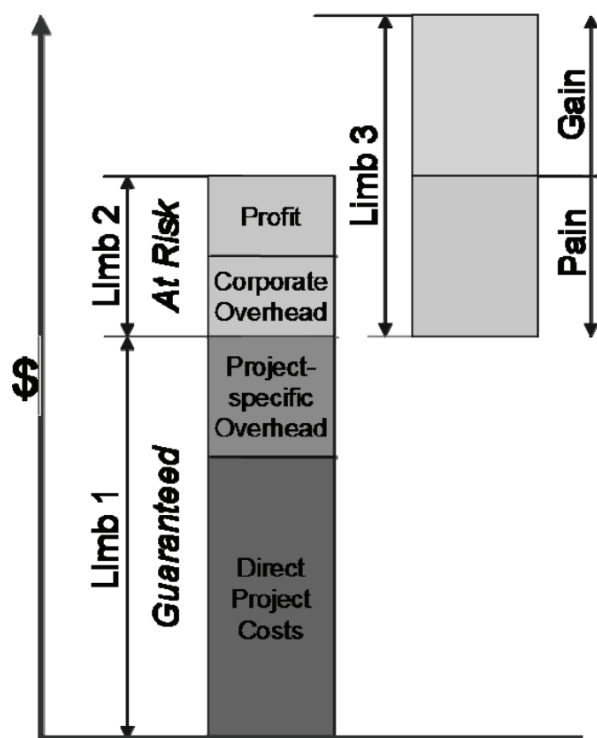 $
Limb 2
At Risk
Limb 1
Guaranteed
Profit
Corporate
Overhead
Project-
specific
Overhead
Direct
Project
Costs
Limb 3
Gain
Pain